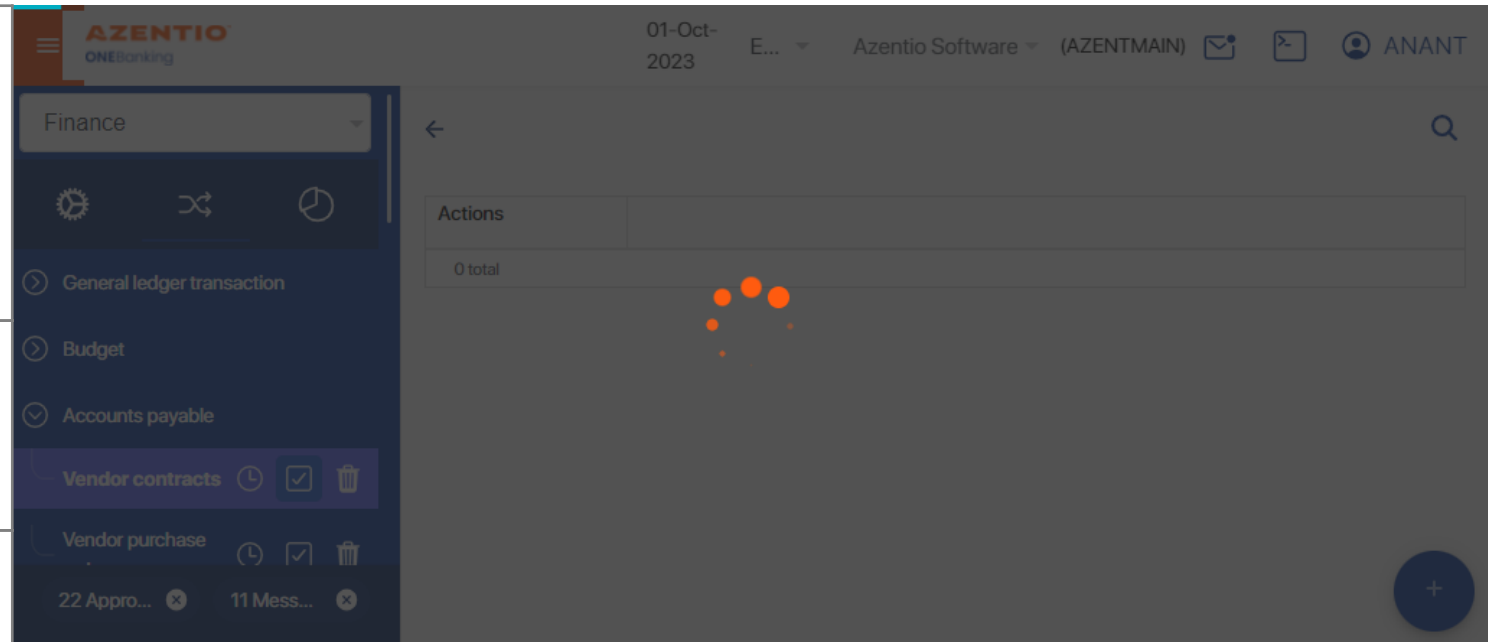 AZENTIO
ONEBanking
01-Oct-
2023
E...
Azentio Software
(AZENTMAIN)
ANANT
Finance
Actions
0 total
General ledger transaction
Budget
Accounts payable
Vendor contracts
Vendor purchase
22 Appro...
11 Mess...